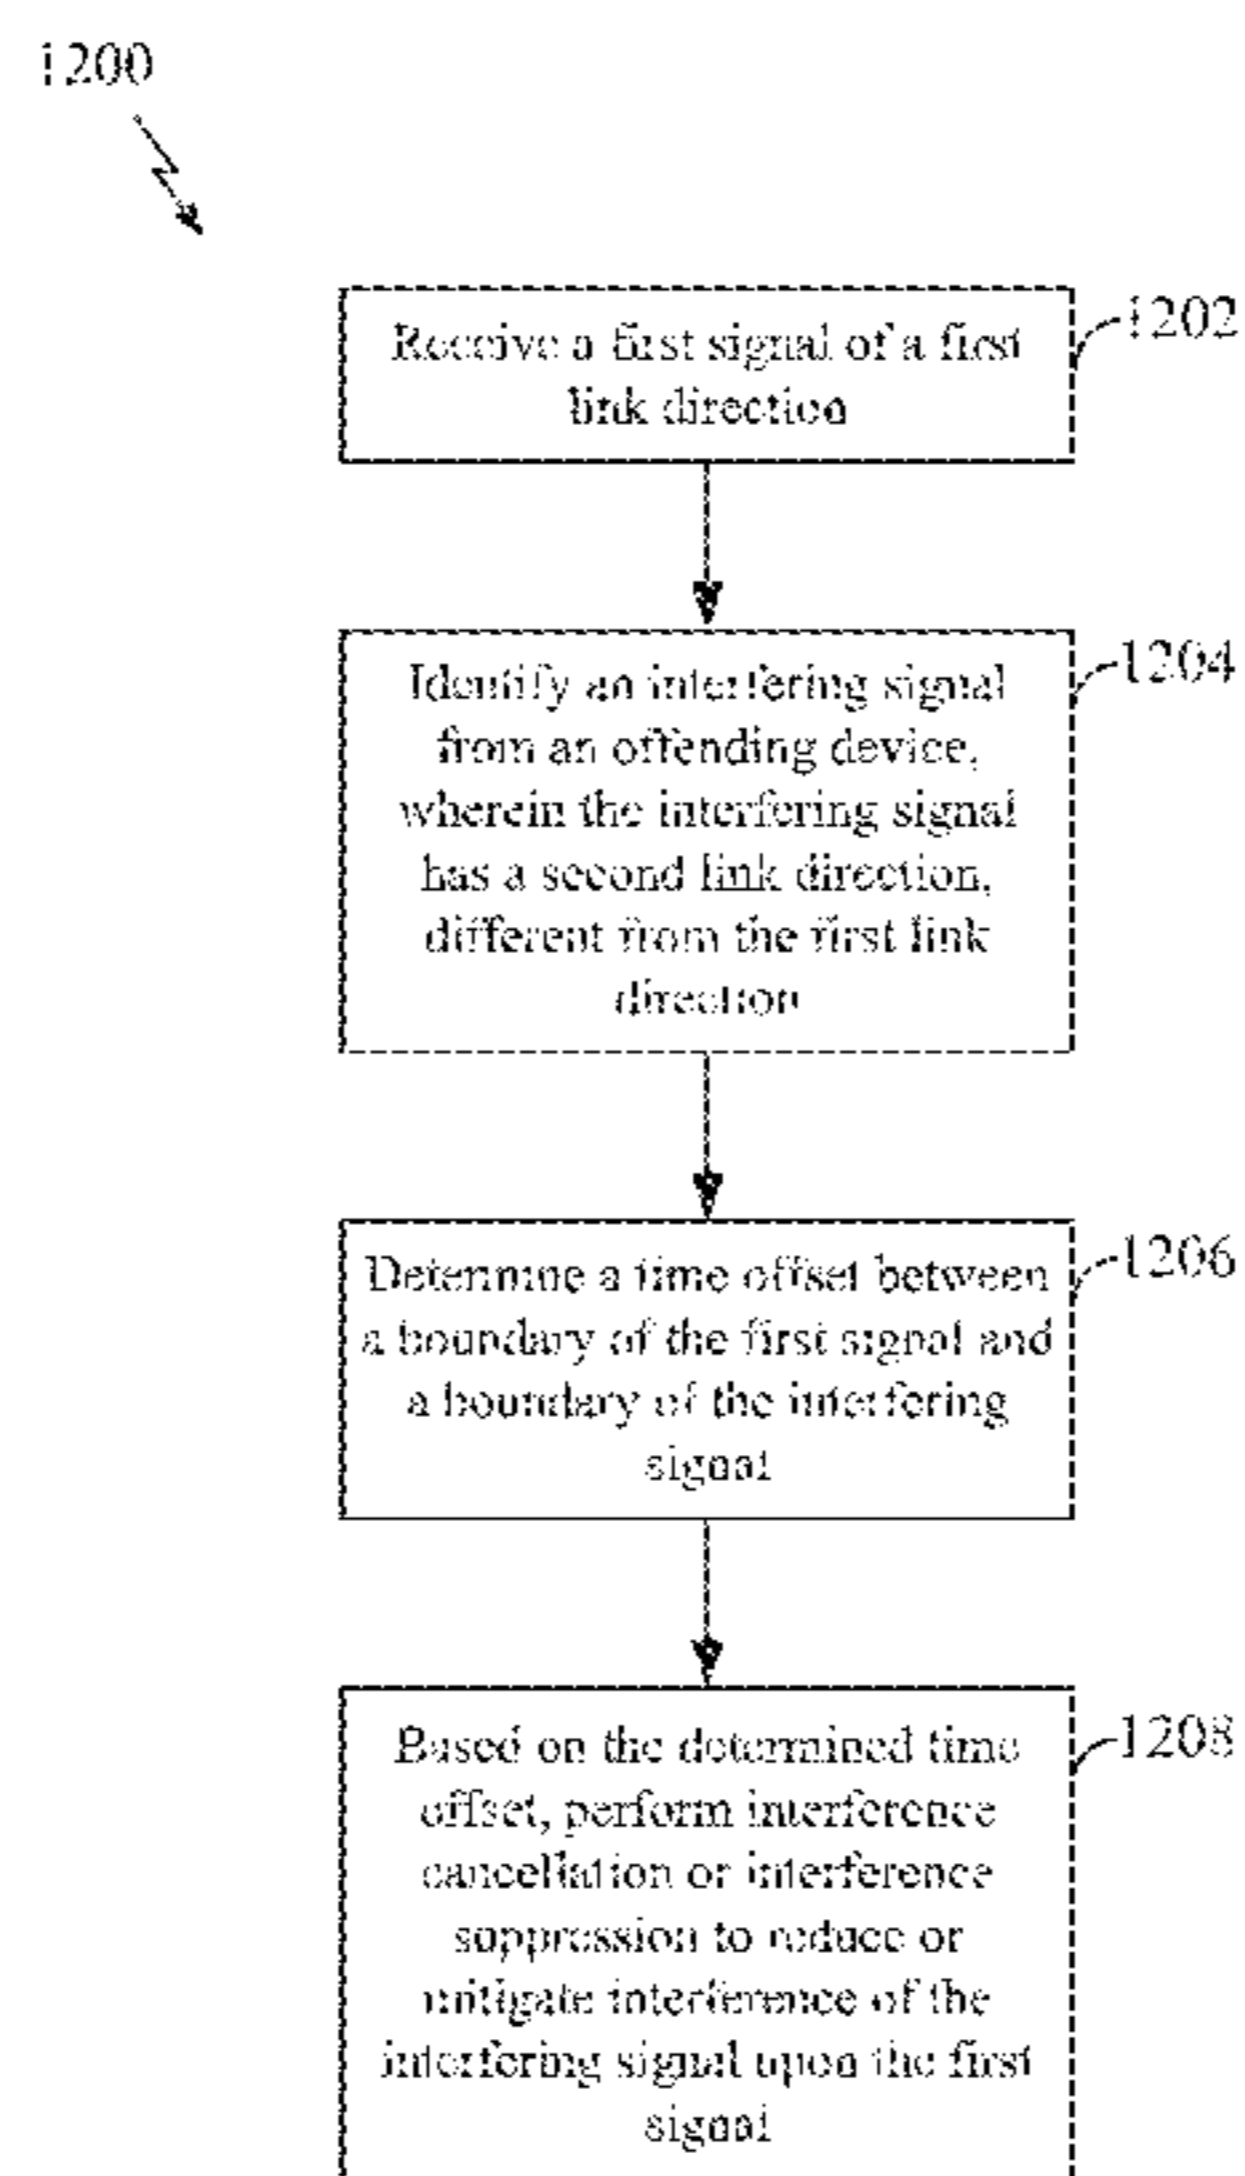 1200
Receive a first signal of a first
link direction
1202
Identify an interfering signal
from an offending device,
wherein the interfering signal
has a second link direction,
different from the first link
direction
1204
Determine a time offset between
a boundary of the first signal and
a boundary of the interfering
signal
1206
Based on the determined time
offset, perform interference
cancellation or interference
suppression to reduce or
mitigate interference of the
interfering signal upon the first
signal
1208